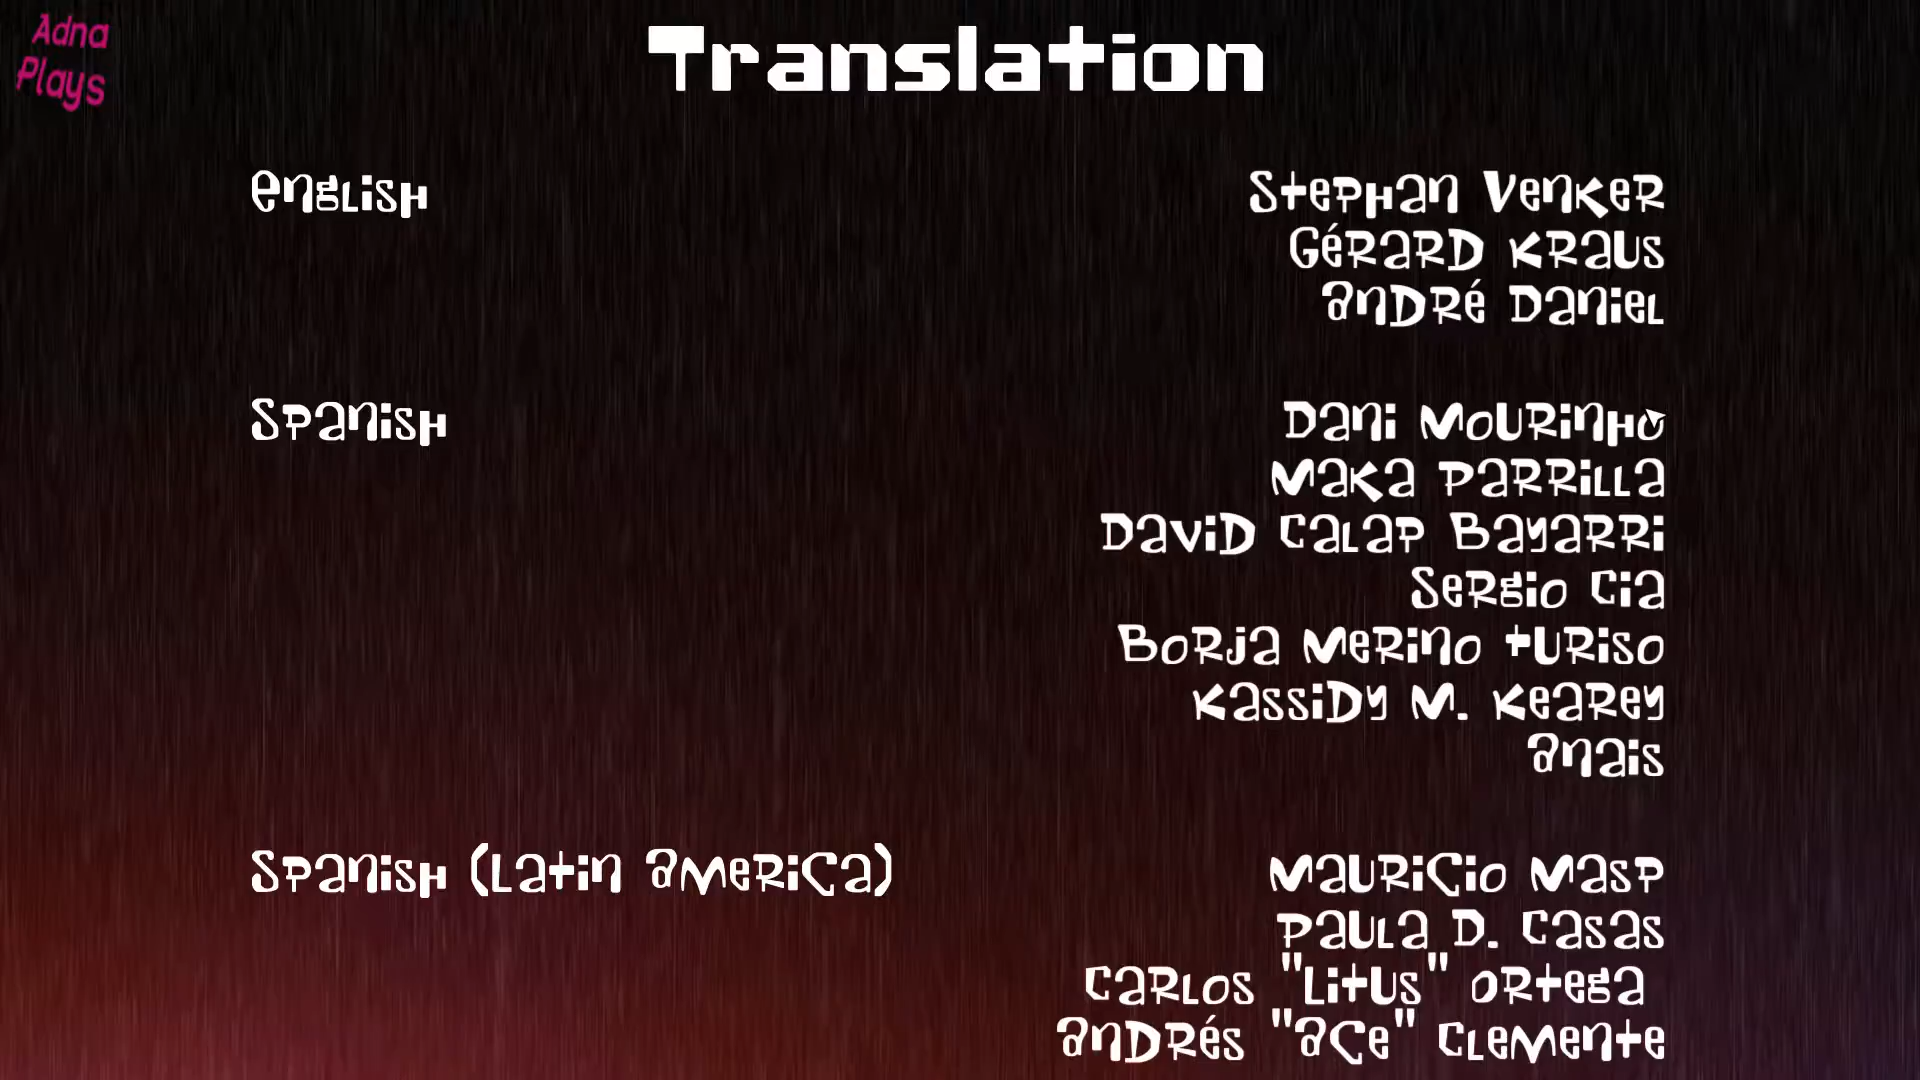 Adna
Plays
Translation
English
Stephan Venker
Gérard Kraus
André Daniel
Spanish
Dani Mourinho
Maka Parrilla
David Calap Bayarri
Sergio Cia
Borja Merino Turiso
Kassidy M. Kearey
Anais
Spanish (Latin America)
Mauricio Masp
Paula D. Casas
Carlos "Litus" Ortega
Andrés "Ace" Clemente